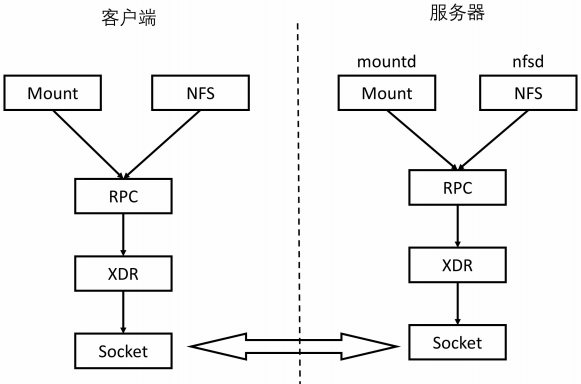 客户端
服务器
mountd
nfsd
Mount
NFS
Mount
NFS
RPC
RPC
XDR
XDR
Socket
Socket